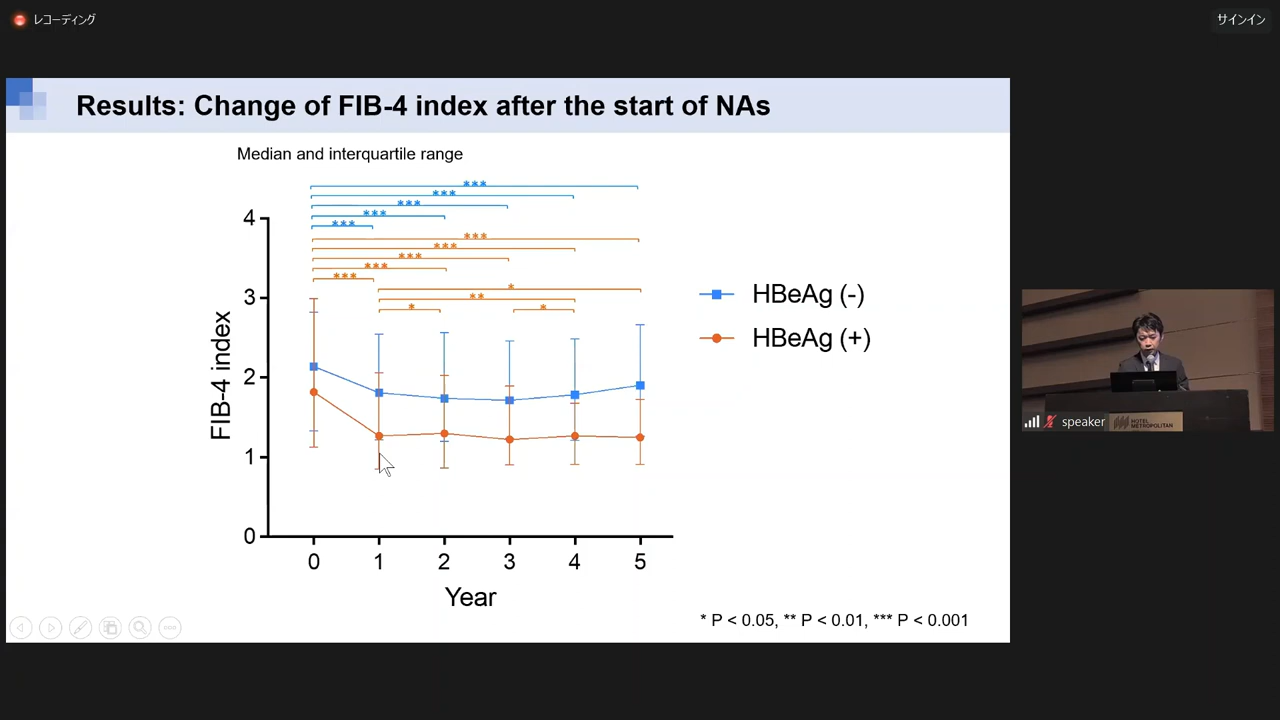 レコーディング
サインイン
Results: Change of FIB-4 index after the start of NAs
Median and interquartile range
***
***
***
***
***
***
***
***
***
***
*
**
*
*
4
3
2
1
0
FIB-4 index
0 1 2 3 4 5
Year
HBeAg (-)
HBeAg (+)
* P < 0.05, ** P < 0.01, *** P < 0.001
speaker
HOTEL
METROPOLITAN